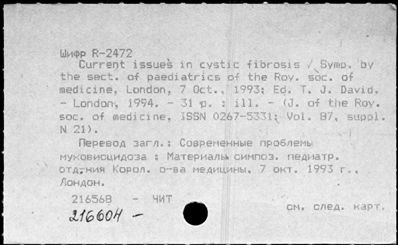 Шифр R-2472
Current issues in cystic fibrosis / Symp. by
the sect. of paediatrics of the Roy. soc. of
medicine, London, 7 Oct., 1993; Ed. T. J. David.
- London, 1994. - 31 p. : ill. - (J. of the Roy.
soc. of medicine, ISSN 0267-5331; Vol. 87, suppl.
N 21).
Перевод загл.: Современные проблемы
муковисцидоза : Материалы симпоз. педиатр.
отд-ния Корол. о-ва медицины, 7 окт. 1993 г.,
Лондон.
216568 - ЧИТ
216604 -
см. след. карт.